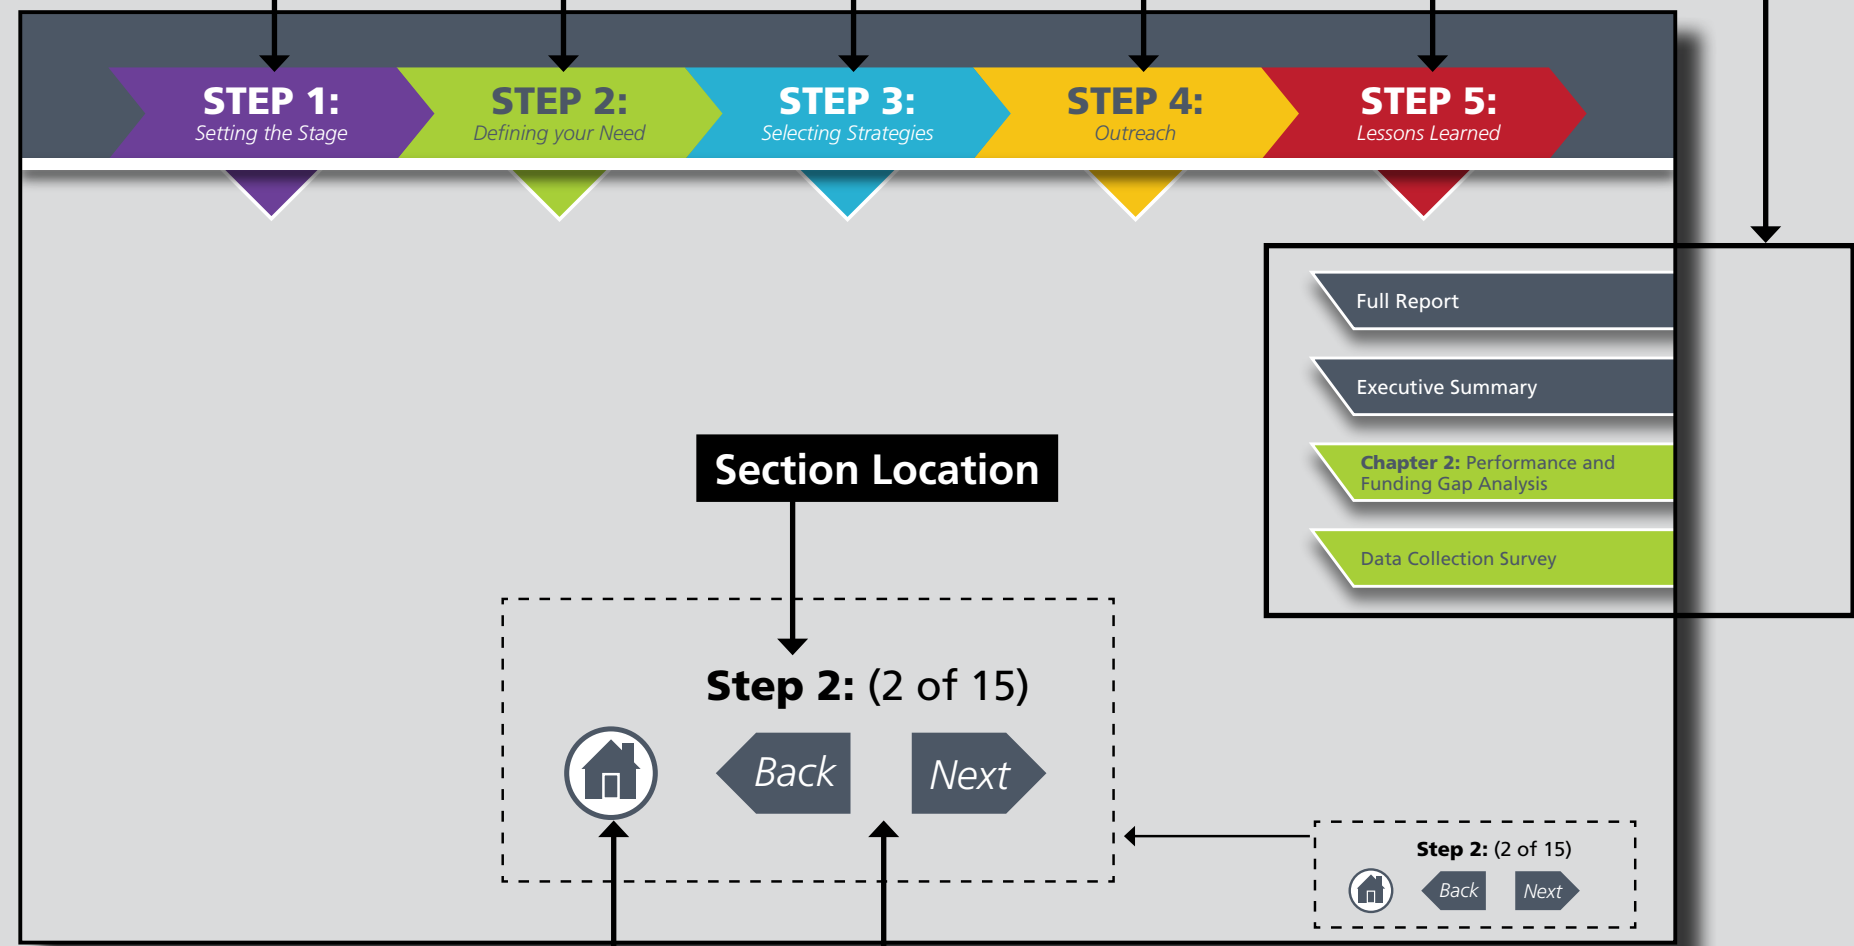 STEP 1:
Setting the Stage
STEP 2:
Defining your Need
STEP 3:
Selecting Strategies
STEP 4:
Outreach
STEP 5:
Lessons Learned
Full Report
Executive Summary
Chapter 2: Performance and
Funding Gap Analysis
Data Collection Survey
Section Location
Step 2: (2 of 15)
Back
Next
Step 2: (2 of 15)
Back
Next